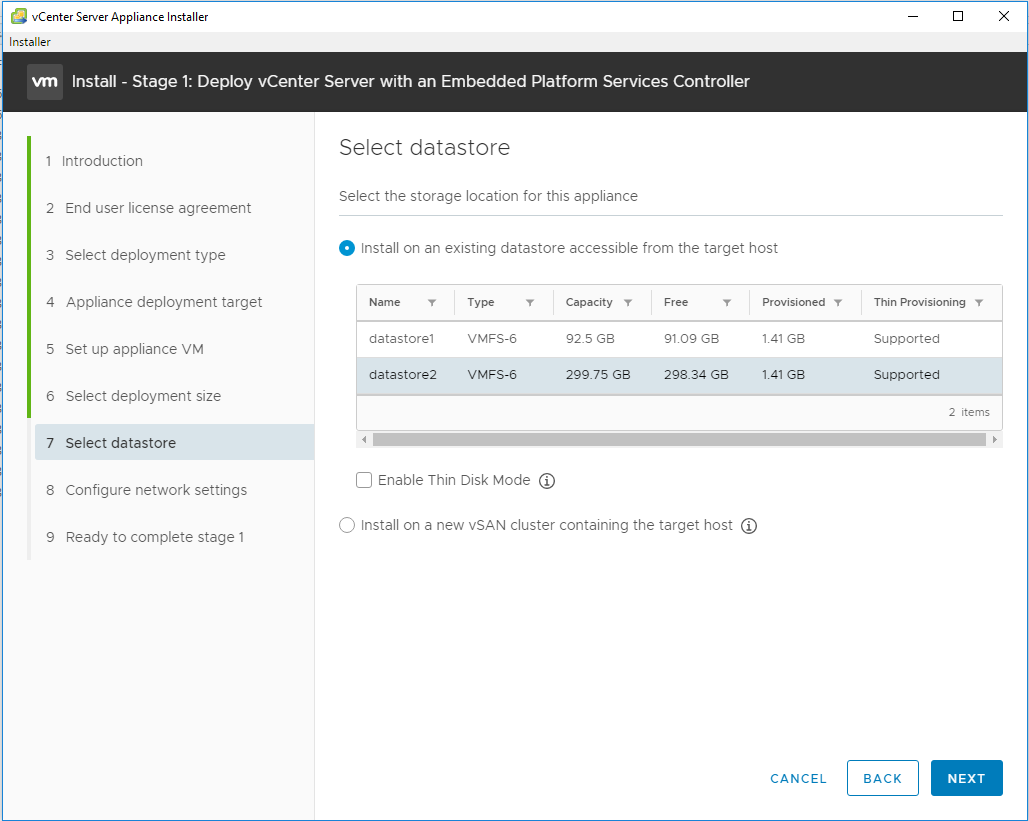 vCenter Server Appliance Installer
Installer
vm Install - Stage 1: Deploy vCenter Server with an Embedded Platform Services Controller
1 Introduction
2 End user license agreement
3 Select deployment type
4 Appliance deployment target
5 Set up appliance VM
6 Select deployment size
7 Select datastore
8 Configure network settings
9 Ready to complete stage 1
Select datastore
Select the storage location for this appliance
Install on an existing datastore accessible from the target host
Name Type Capacity Free Provisioned Thin Provisioning
datastore1 VMFS-6 92.5 GB 91.09 GB 1.41 GB Supported
datastore2 VMFS-6 299.75 GB 298.34 GB 1.41 GB Supported
2 items
Enable Thin Disk Mode
Install on a new vSAN cluster containing the target host
CANCEL BACK NEXT